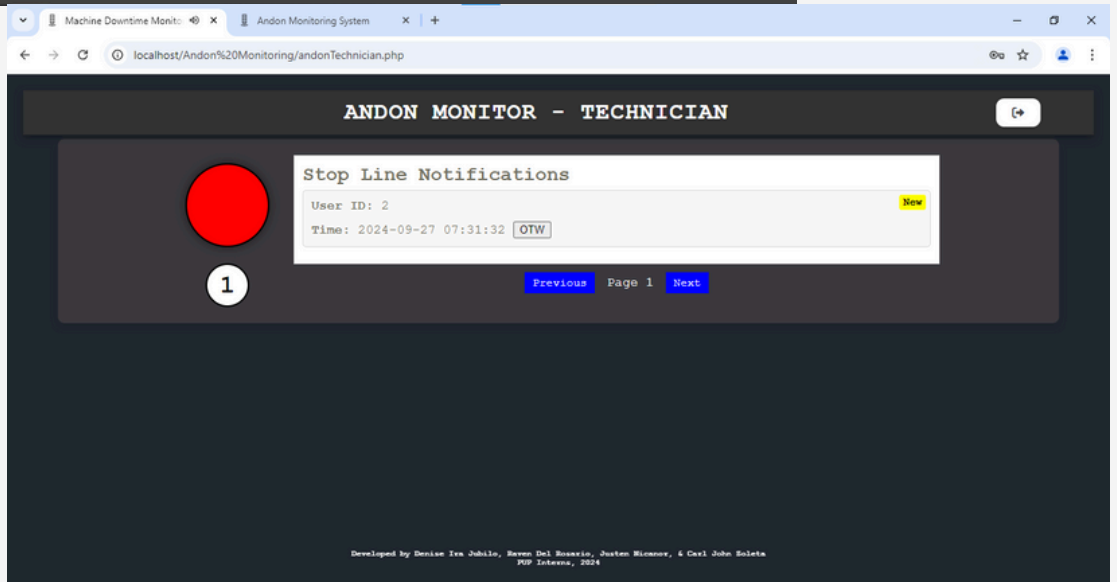 Machine Downtime Monito
Andon Monitoring System
localhost/Andon%20Monitoring/andonTechnician.php
ANDON MONITOR - TECHNICIAN
Stop Line Notifications
User ID: 2
New
Time: 2024-09-27 07:31:32 OTW
1
Previous Page 1 Next
Developed by Denise Ira Jubilo, Raven Del Rosario, Justen Nicanor, & Carl John Soleta
PUP Interns, 2024